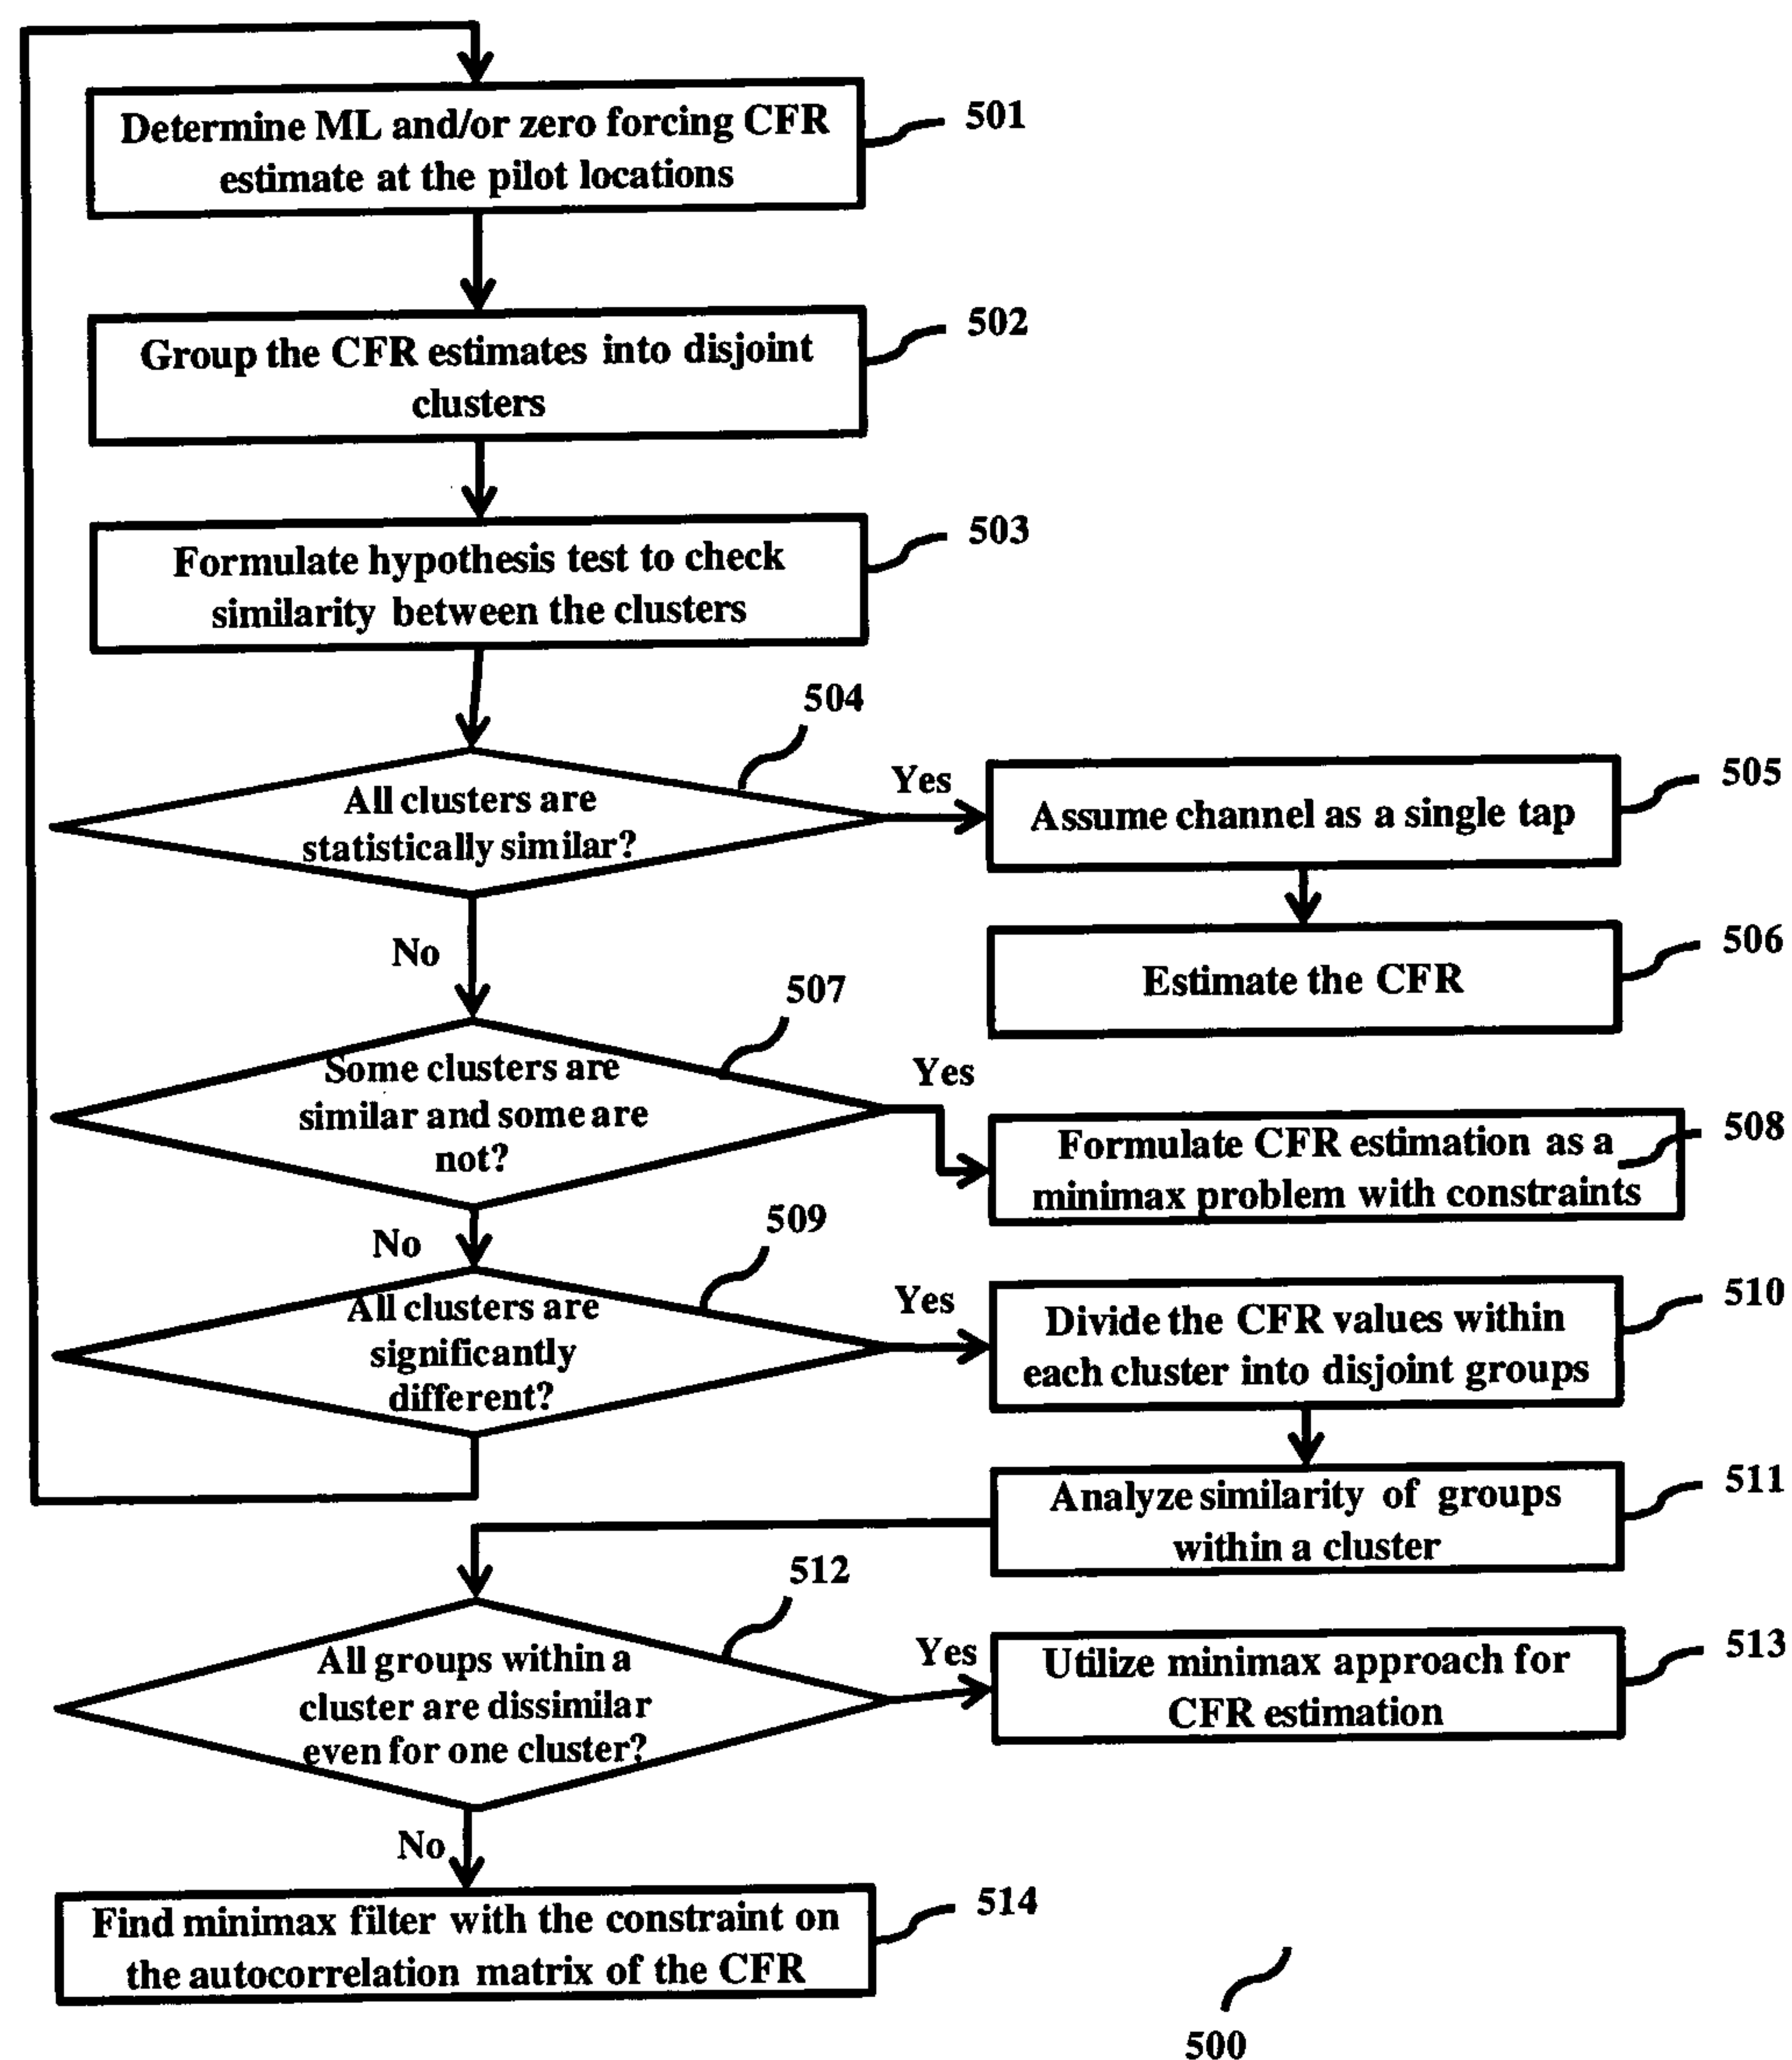 Determine ML and/or zero forcing CFR
estimate at the pilot locations
501
Group the CFR estimates into disjoint
clusters
502
Formulate hypothesis test to check
similarity between the clusters
503
504
All clusters are
statistically similar?
Yes
Assume channel as a single tap
505
Estimate the CFR
506
No
507
Some clusters are
similar and some are
not?
Yes
Formulate CFR estimation as a
minimax problem with constraints
508
No
509
All clusters are
significantly
different?
Yes
Divide the CFR values within
each cluster into disjoint groups
510
Analyze similarity of groups
within a cluster
511
512
All groups within a
cluster are dissimilar
even for one cluster?
Yes
Utilize minimax approach for
CFR estimation
513
No
Find minimax filter with the constraint on
the autocorrelation matrix of the CFR
514
500